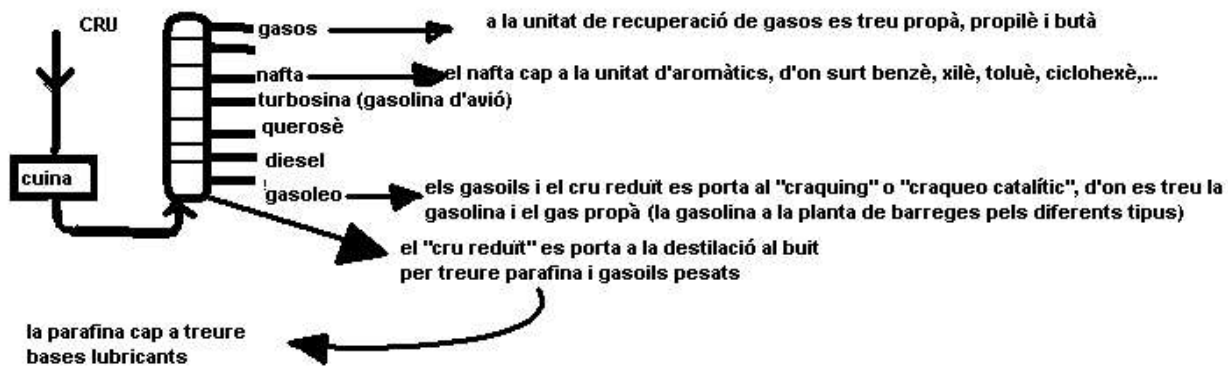 CRU
gasos
a la unitat de recuperació de gasos es treu propà, propilè i butà
nafta
el nafta cap a la unitat d'aromàtics, d'on surt benzè, xilè, toluè, ciclohexè,...
turbosina (gasolina d'avió)
querosè
diesel
cuina
gasoleo
els gasoils i el cru reduït es porta al "craquing" o "craqueo catalític", d'on es treu la
gasolina i el gas propà (la gasolina a la planta de barreges pels diferents tipus)
el "cru reduït" es porta a la destilació al buit
per treure parafina i gasoils pesats
la parafina cap a treure
bases lubricants